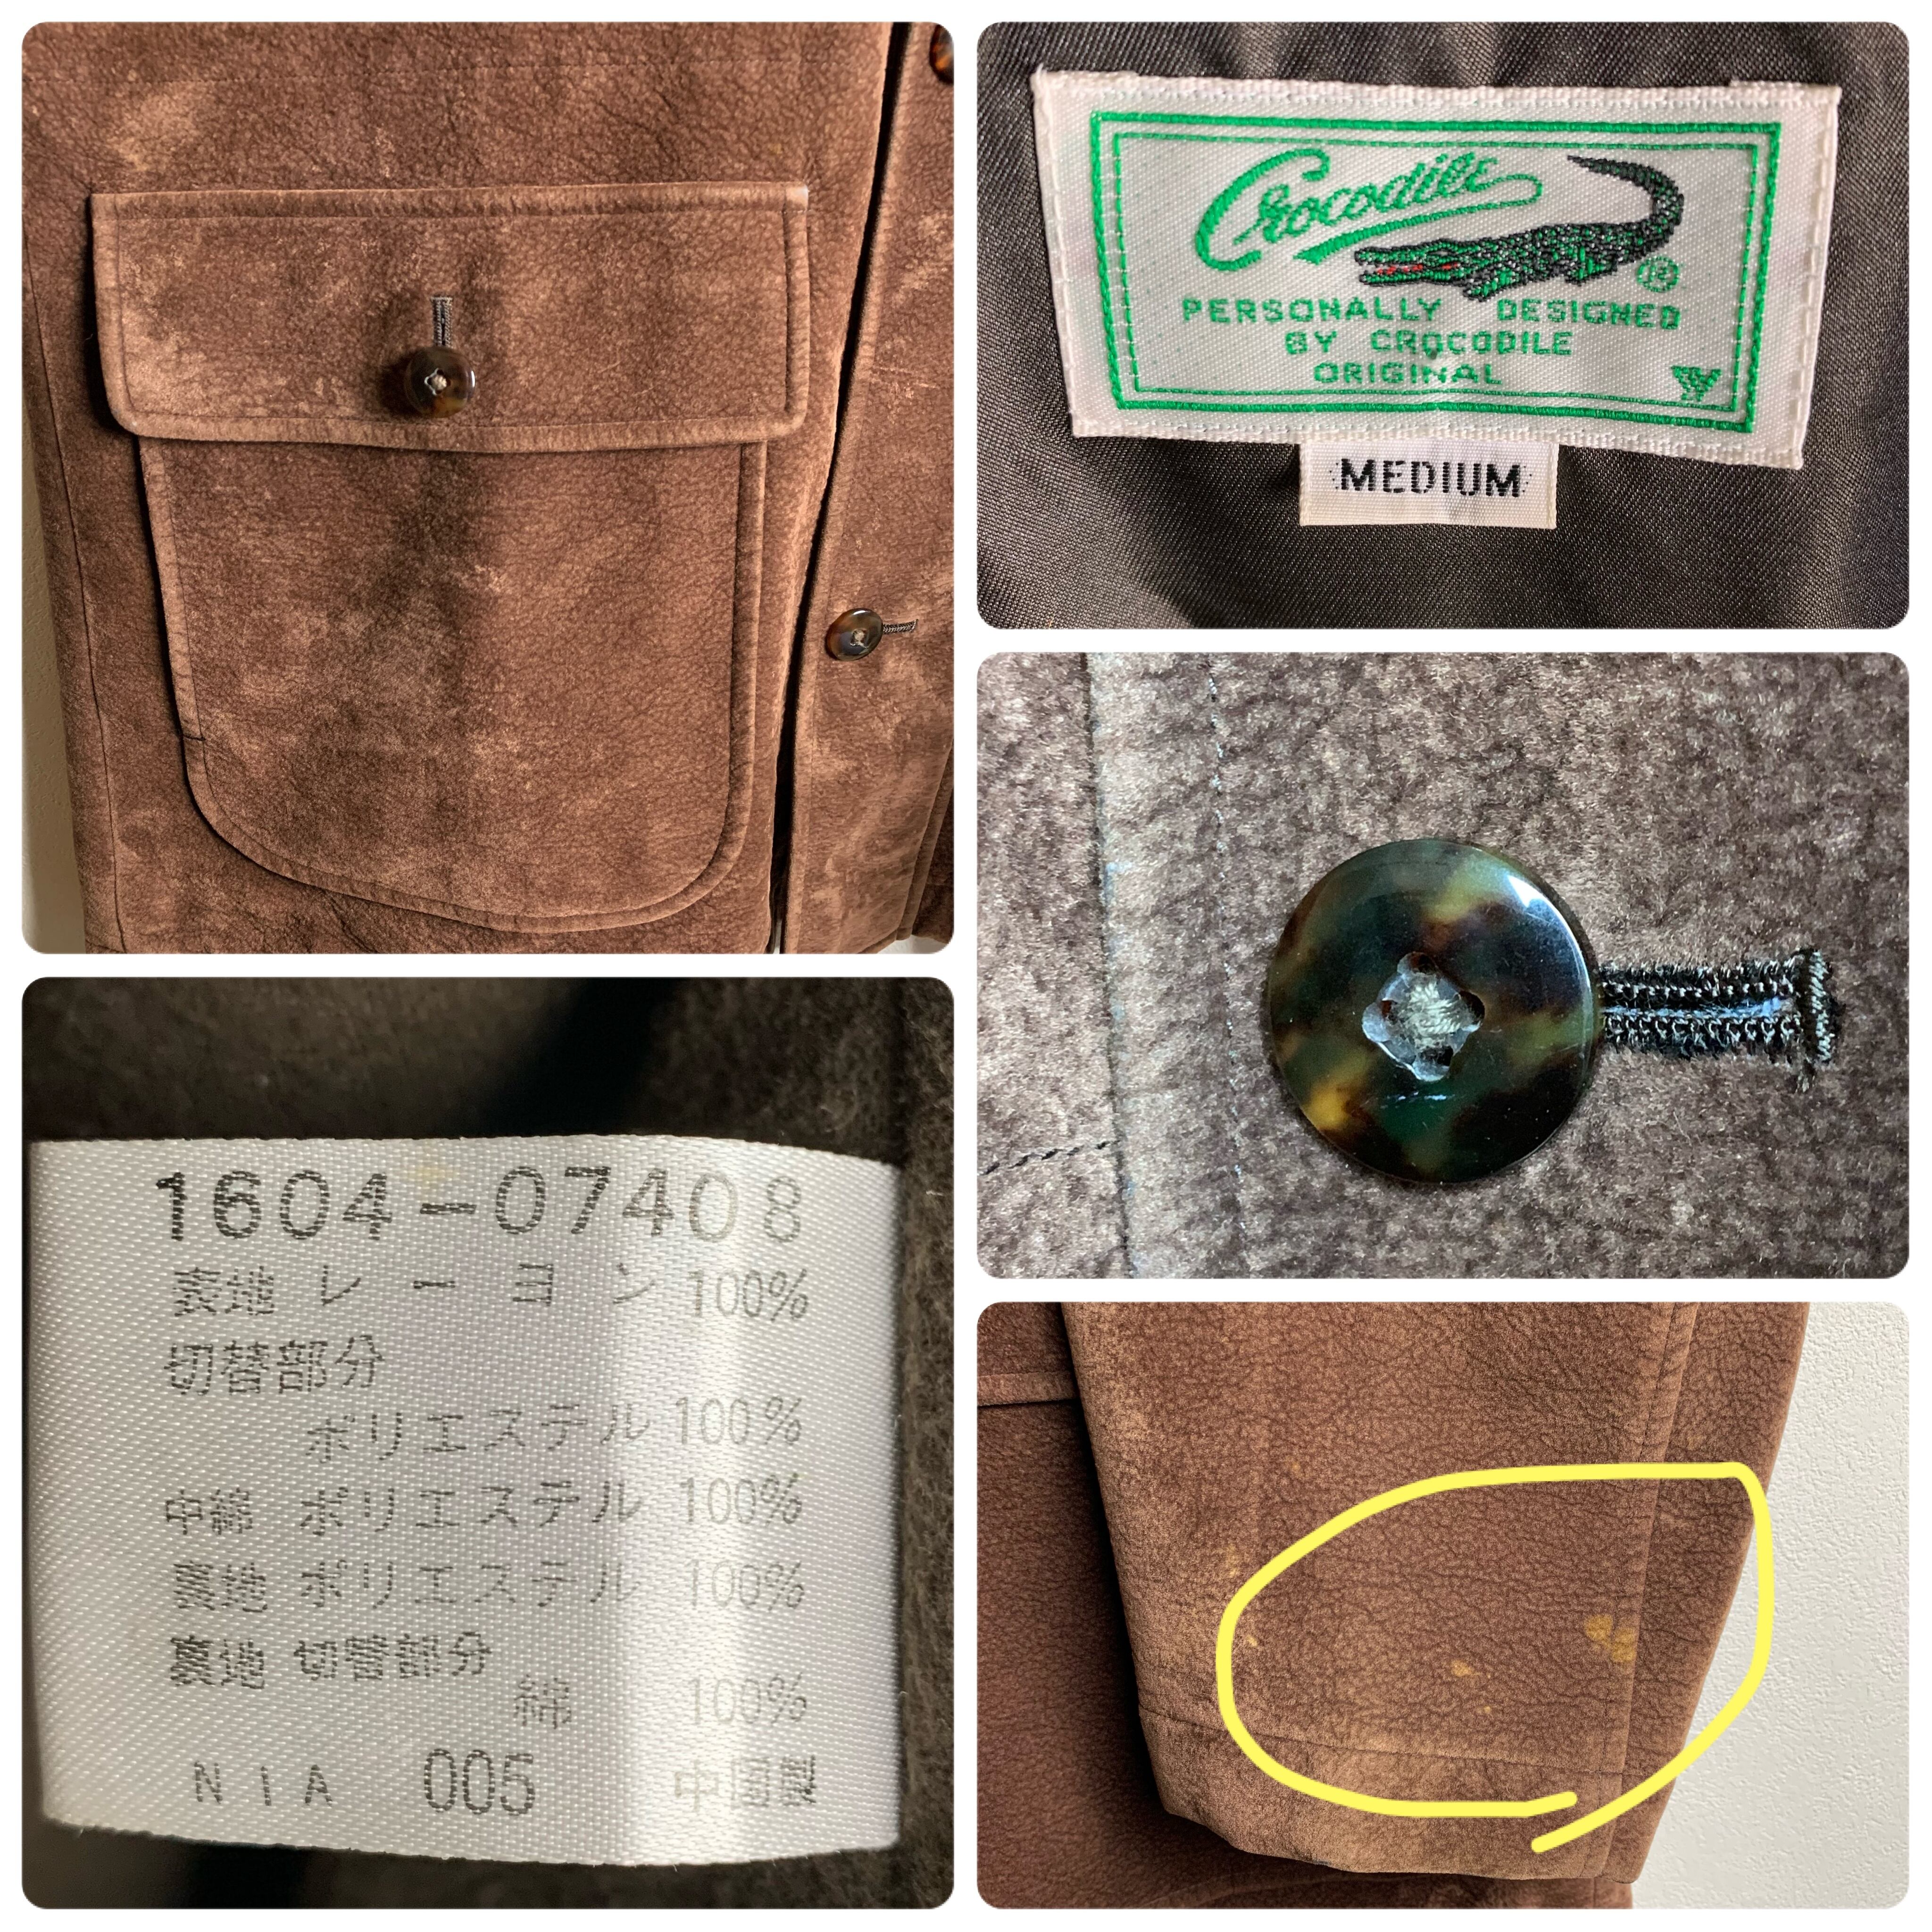 Crocodile
®
PERSONALLY DESIGNED
BY CROCODILE
ORIGINAL
MEDIUM
1604-07408
表地 レーヨン 100%
切替部分
ポリエステル 100%
中綿 ポリエステル 100%
裏地 ポリエステル 100%
裏地 切替部分
綿 100%
NIA 005 中国製